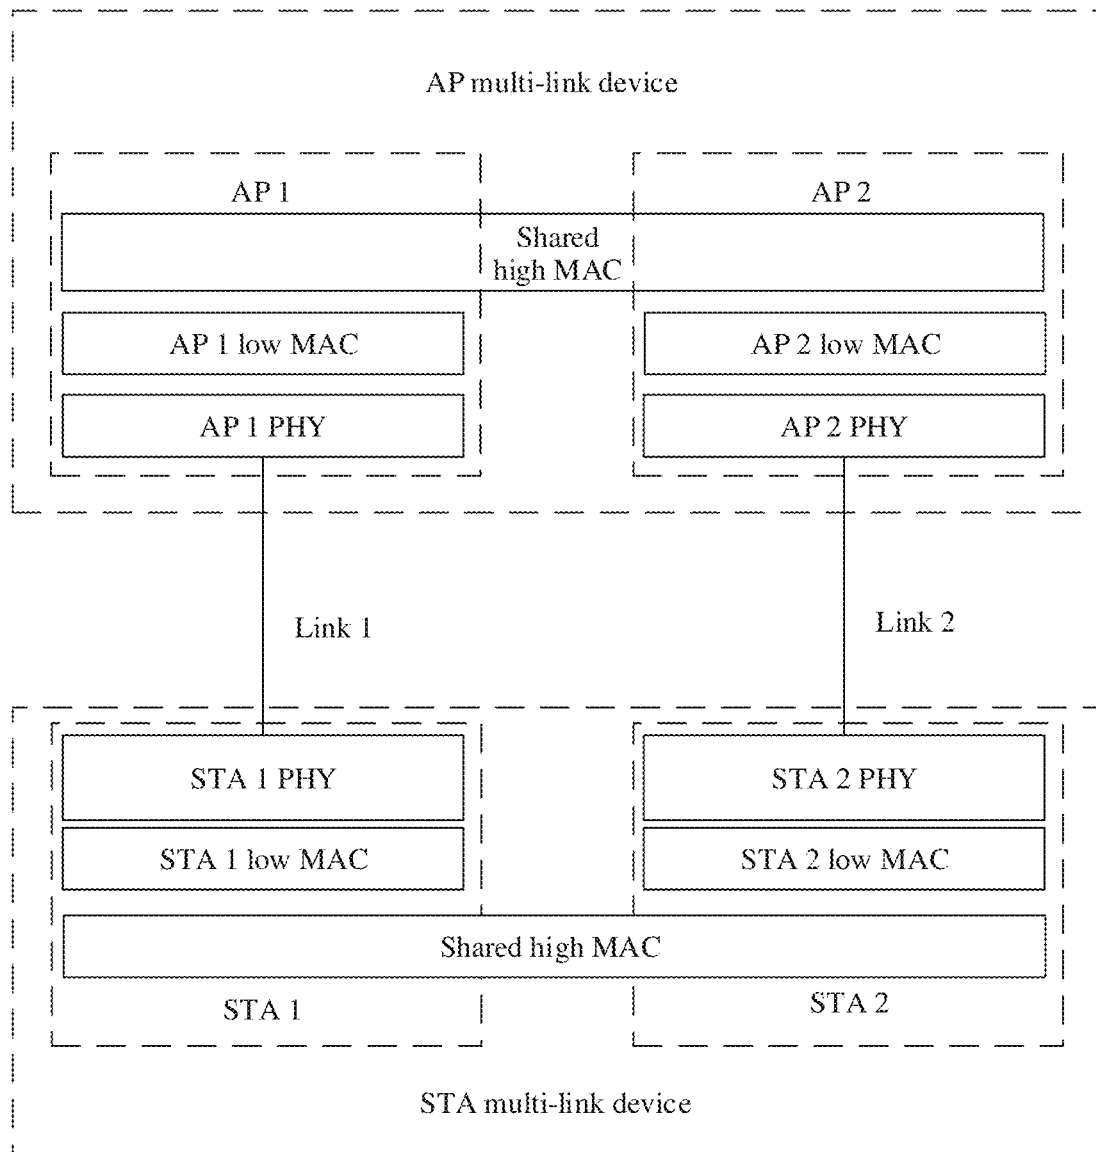 AP multi-link device
AP 1
AP 2
Shared
high MAC
AP 1 low MAC
AP 2 low MAC
AP 1 PHY
AP 2 PHY
Link 1
Link 2
STA 1 PHY
STA 2 PHY
STA 1 low MAC
STA 2 low MAC
Shared high MAC
STA 1
STA 2
STA multi-link device